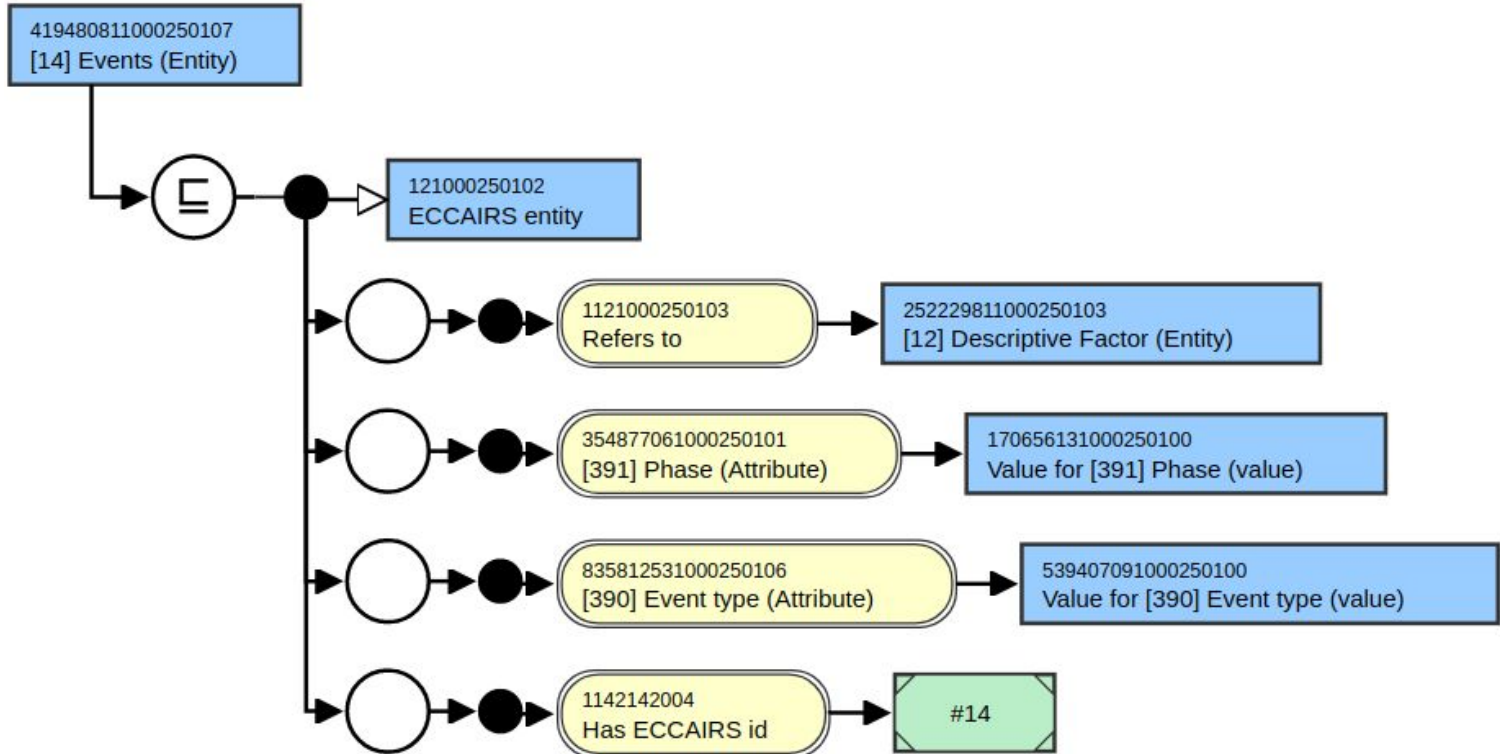 419480811000250107
[14] Events (Entity)
⊑
121000250102
ECCAIRS entity
1121000250103
Refers to
252229811000250103
[12] Descriptive Factor (Entity)
354877061000250101
[391] Phase (Attribute)
170656131000250100
Value for [391] Phase (value)
835812531000250106
[390] Event type (Attribute)
539407091000250100
Value for [390] Event type (value)
1142142004
Has ECCAIRS id
#14